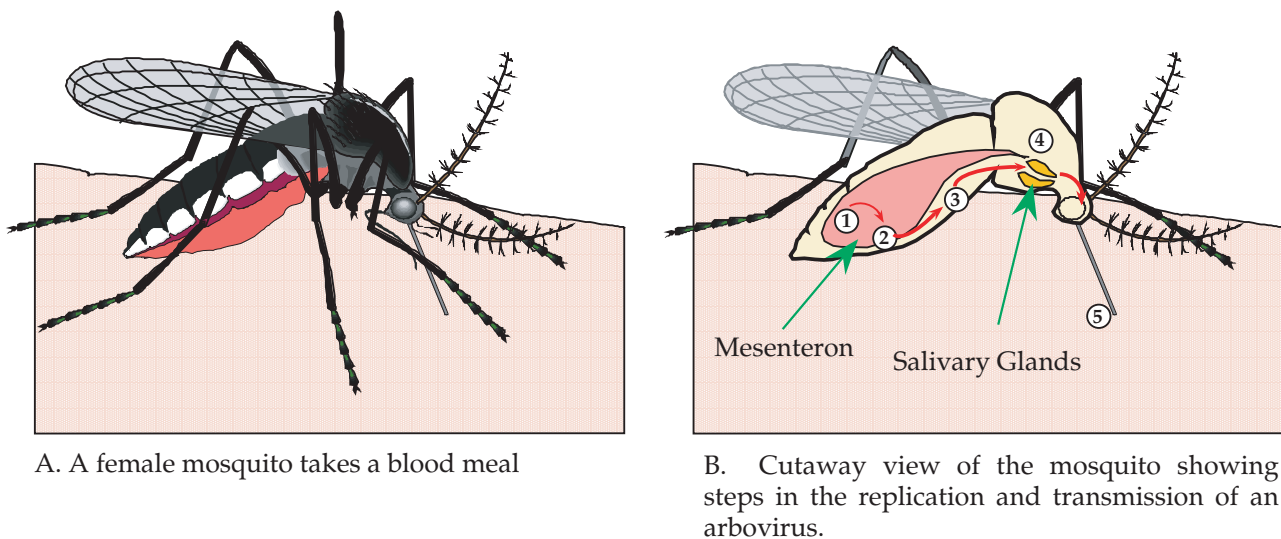 4
3
1
2
5
Mesenteron
Salivary Glands
A. A female mosquito takes a blood meal
B. Cutaway view of the mosquito showing
steps in the replication and transmission of an
arbovirus.